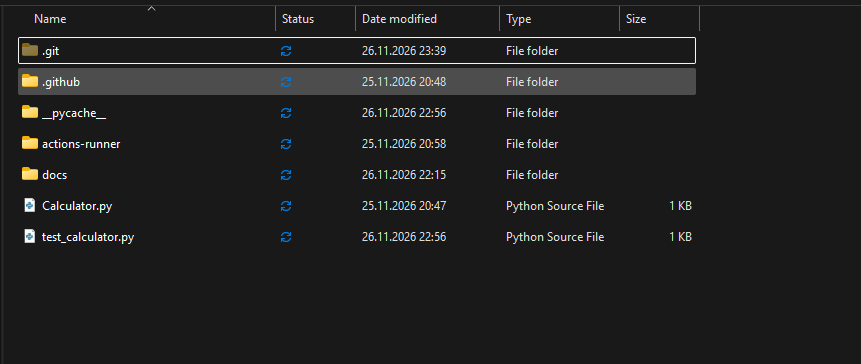 Name Status Date modified Type Size
.git 26.11.2026 23:39 File folder
.github 25.11.2026 20:48 File folder
__pycache__ 26.11.2026 22:56 File folder
actions-runner 25.11.2026 20:58 File folder
docs 26.11.2026 22:15 File folder
Calculator.py 25.11.2026 20:47 Python Source File 1 KB
test_calculator.py 26.11.2026 22:56 Python Source File 1 KB